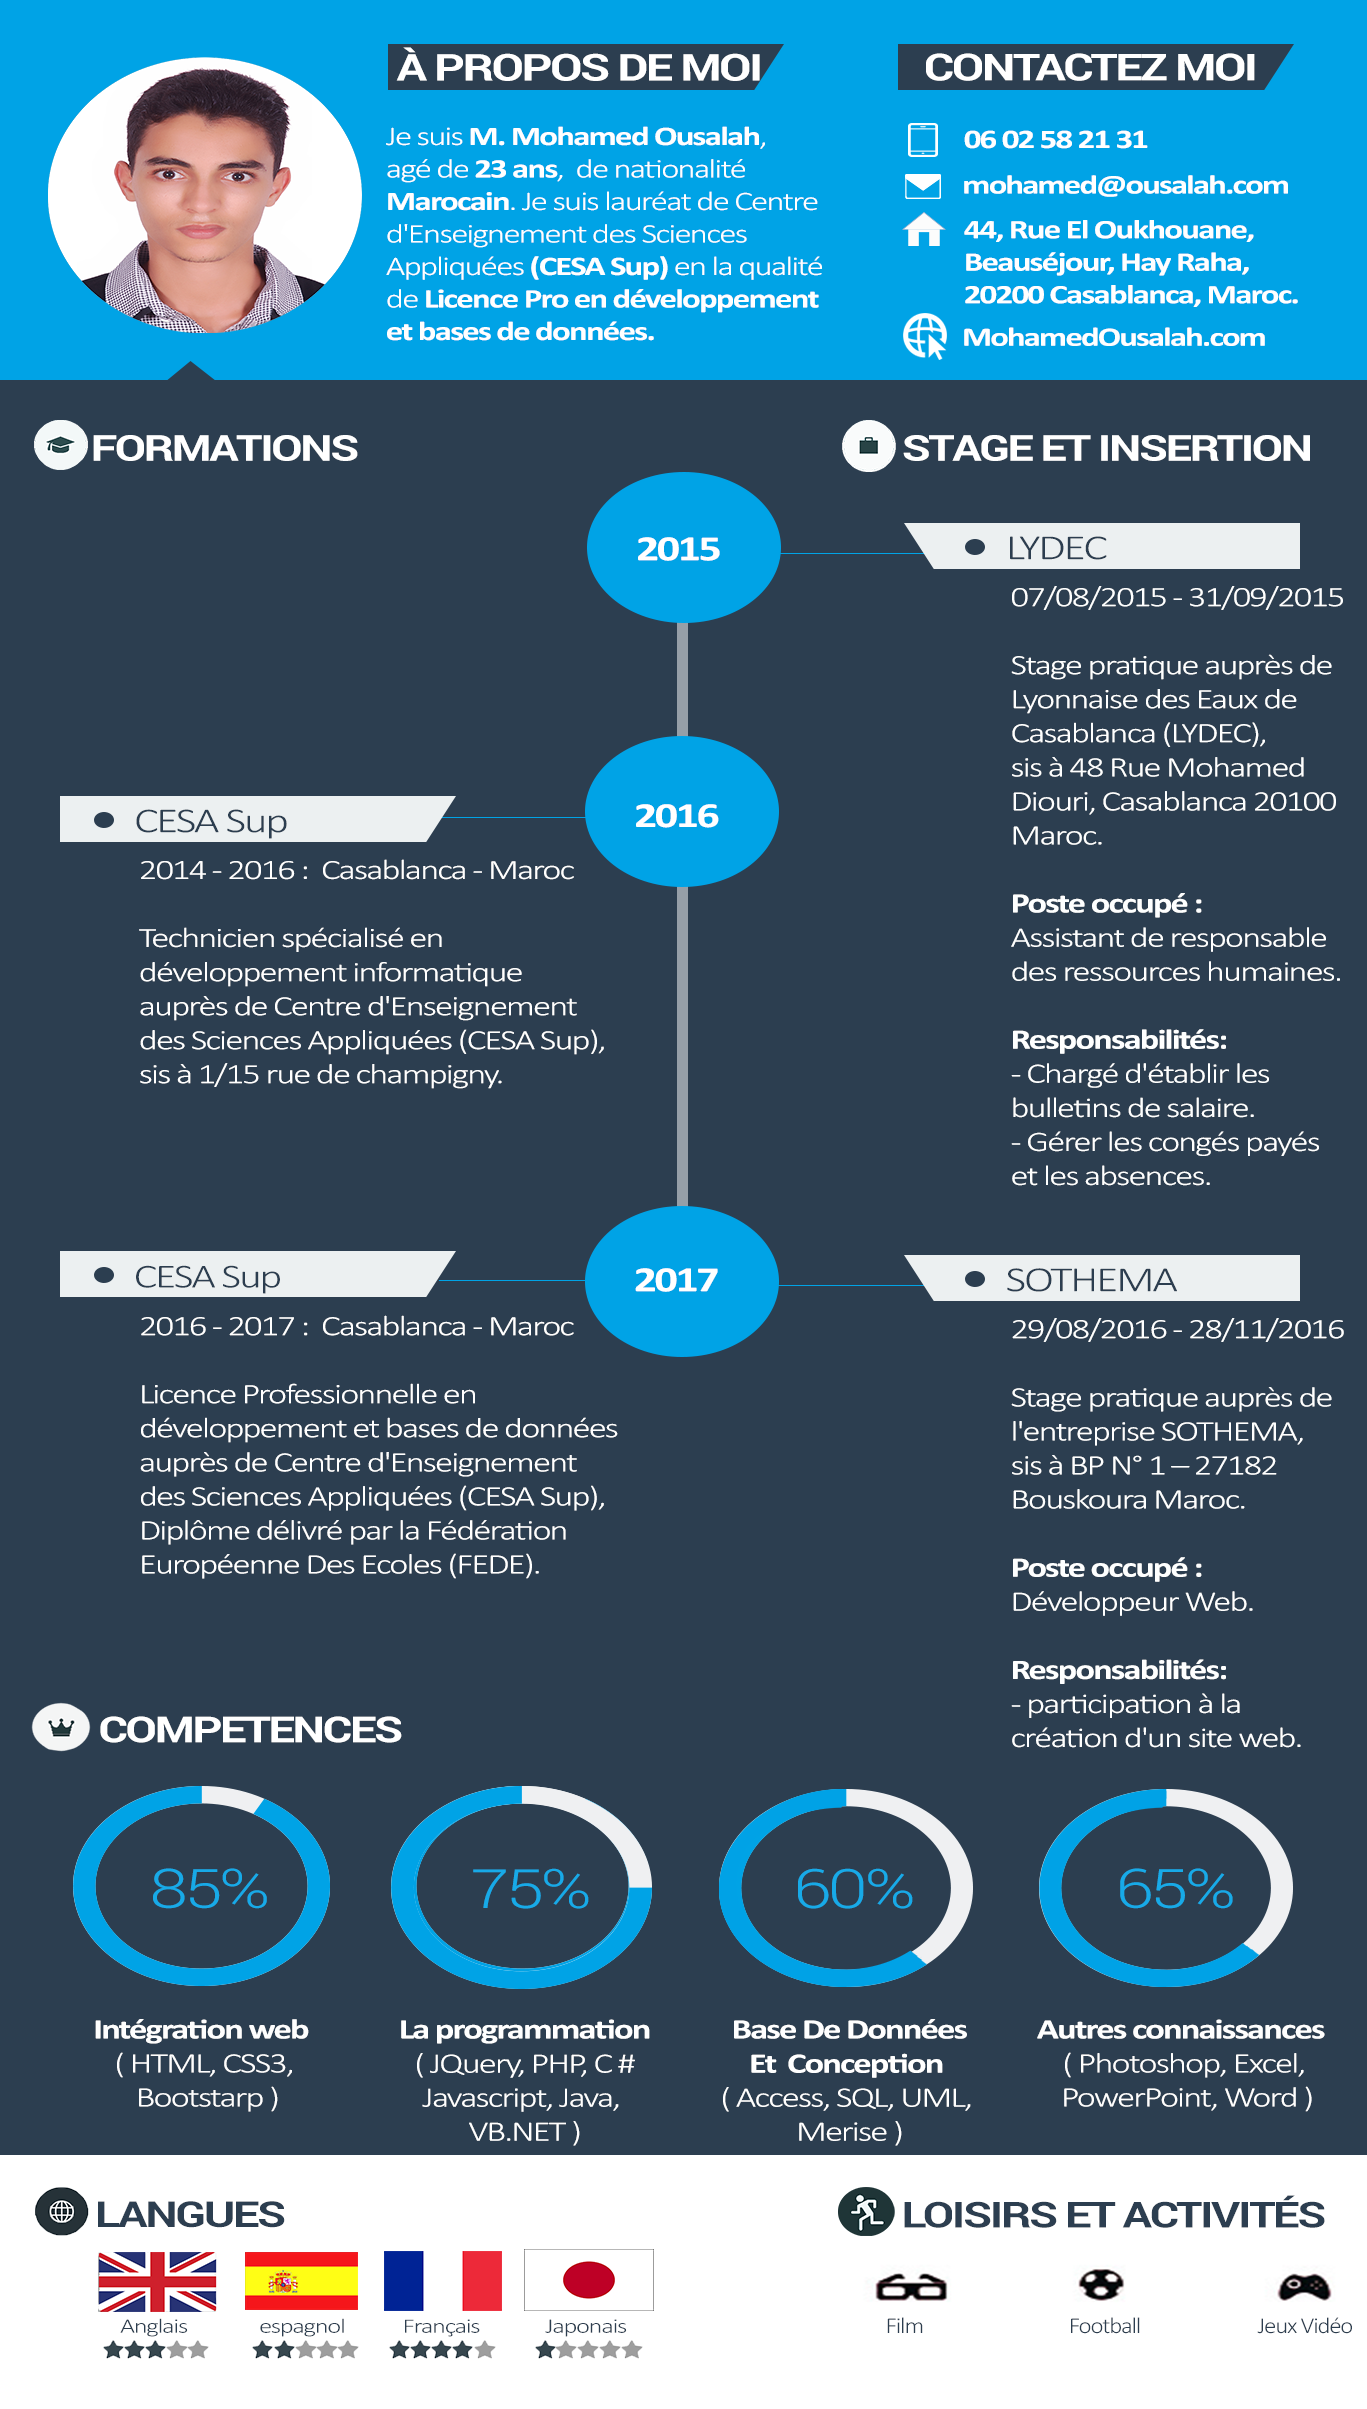 À PROPOS DE MOI
Je suis M. Mohamed Ousalah,
agé de 23 ans, de nationalité
Marocain. Je suis lauréat de Centre
d'Enseignement des Sciences
Appliquées (CESA Sup) en la qualité
de Licence Pro en développement
et bases de données.
CONTACTEZ MOI
06 02 58 21 31
mohamed@ousalah.com
44, Rue El Oukhouane,
Beauséjour, Hay Raha,
20200 Casablanca, Maroc.
MohamedOusalah.com
FORMATIONS
STAGE ET INSERTION
2015
LYDEC
07/08/2015 - 31/09/2015
Stage pratique auprès de
Lyonnaise des Eaux de
Casablanca (LYDEC),
sis à 48 Rue Mohamed
Diouri, Casablanca 20100
Maroc.
Poste occupé :
Assistant de responsable
des ressources humaines.
Responsabilités:
- Chargé d'établir les
bulletins de salaire.
- Gérer les congés payés
et les absences.
2016
CESA Sup
2014 - 2016 : Casablanca - Maroc
Technicien spécialisé en
développement informatique
auprès de Centre d'Enseignement
des Sciences Appliquées (CESA Sup),
sis à 1/15 rue de champigny.
2017
CESA Sup
2016 - 2017 : Casablanca - Maroc
Licence Professionnelle en
développement et bases de données
auprès de Centre d'Enseignement
des Sciences Appliquées (CESA Sup),
Diplôme délivré par la Fédération
Européenne Des Ecoles (FEDE).
SOTHEMA
29/08/2016 - 28/11/2016
Stage pratique auprès de
l'entreprise SOTHEMA,
sis à BP N° 1 – 27182
Bouskoura Maroc.
Poste occupé :
Développeur Web.
Responsabilités:
- participation à la
création d'un site web.
COMPETENCES
85%
Intégration web
( HTML, CSS3,
Bootstarp )
75%
La programmation
( JQuery, PHP, C #
Javascript, Java,
VB.NET )
60%
Base De Données
Et Conception
( Access, SQL, UML,
Merise )
65%
Autres connaissances
( Photoshop, Excel,
PowerPoint, Word )
LANGUES
Anglais
espagnol
Français
Japonais
LOISIRS ET ACTIVITÉS
Film
Football
Jeux Vidéo